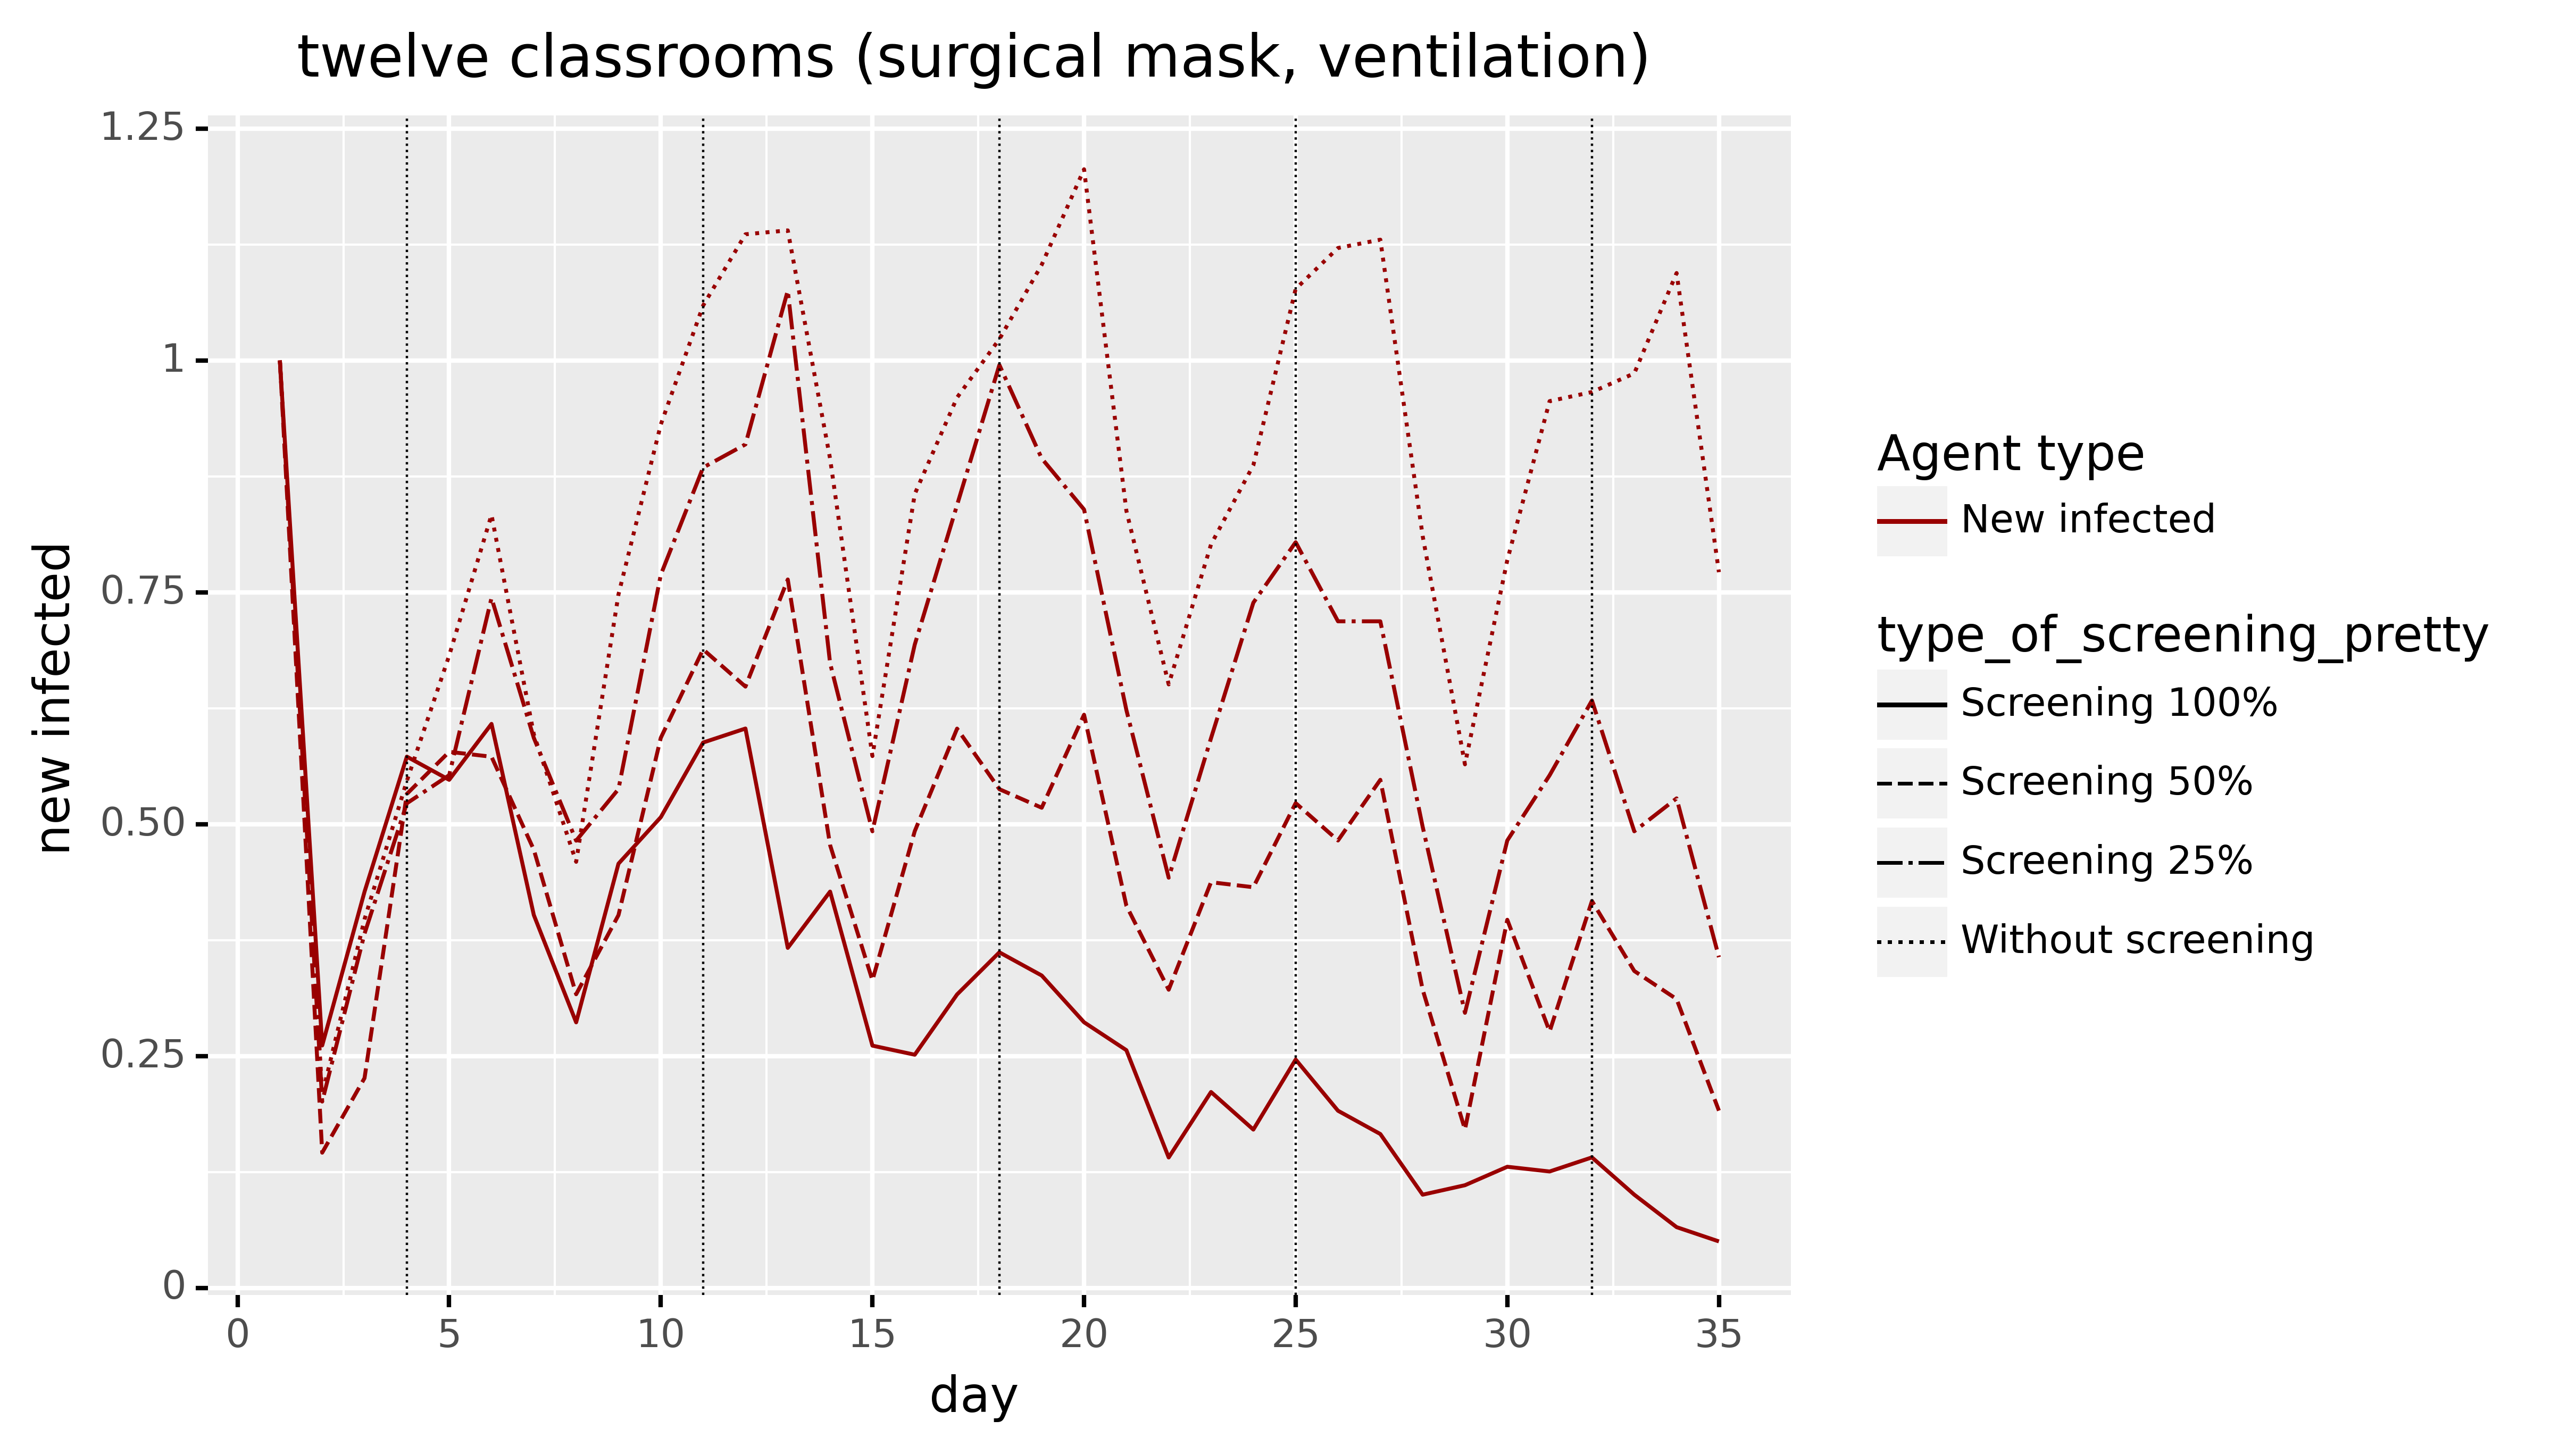 twelve classrooms (surgical mask, ventilation)
new infected
1.25
1
0.75
0.50
0.25
0
0 5 10 15 20 25 30 35
day
Agent type
New infected
type_of_screening_pretty
Screening 100%
Screening 50%
Screening 25%
Without screening